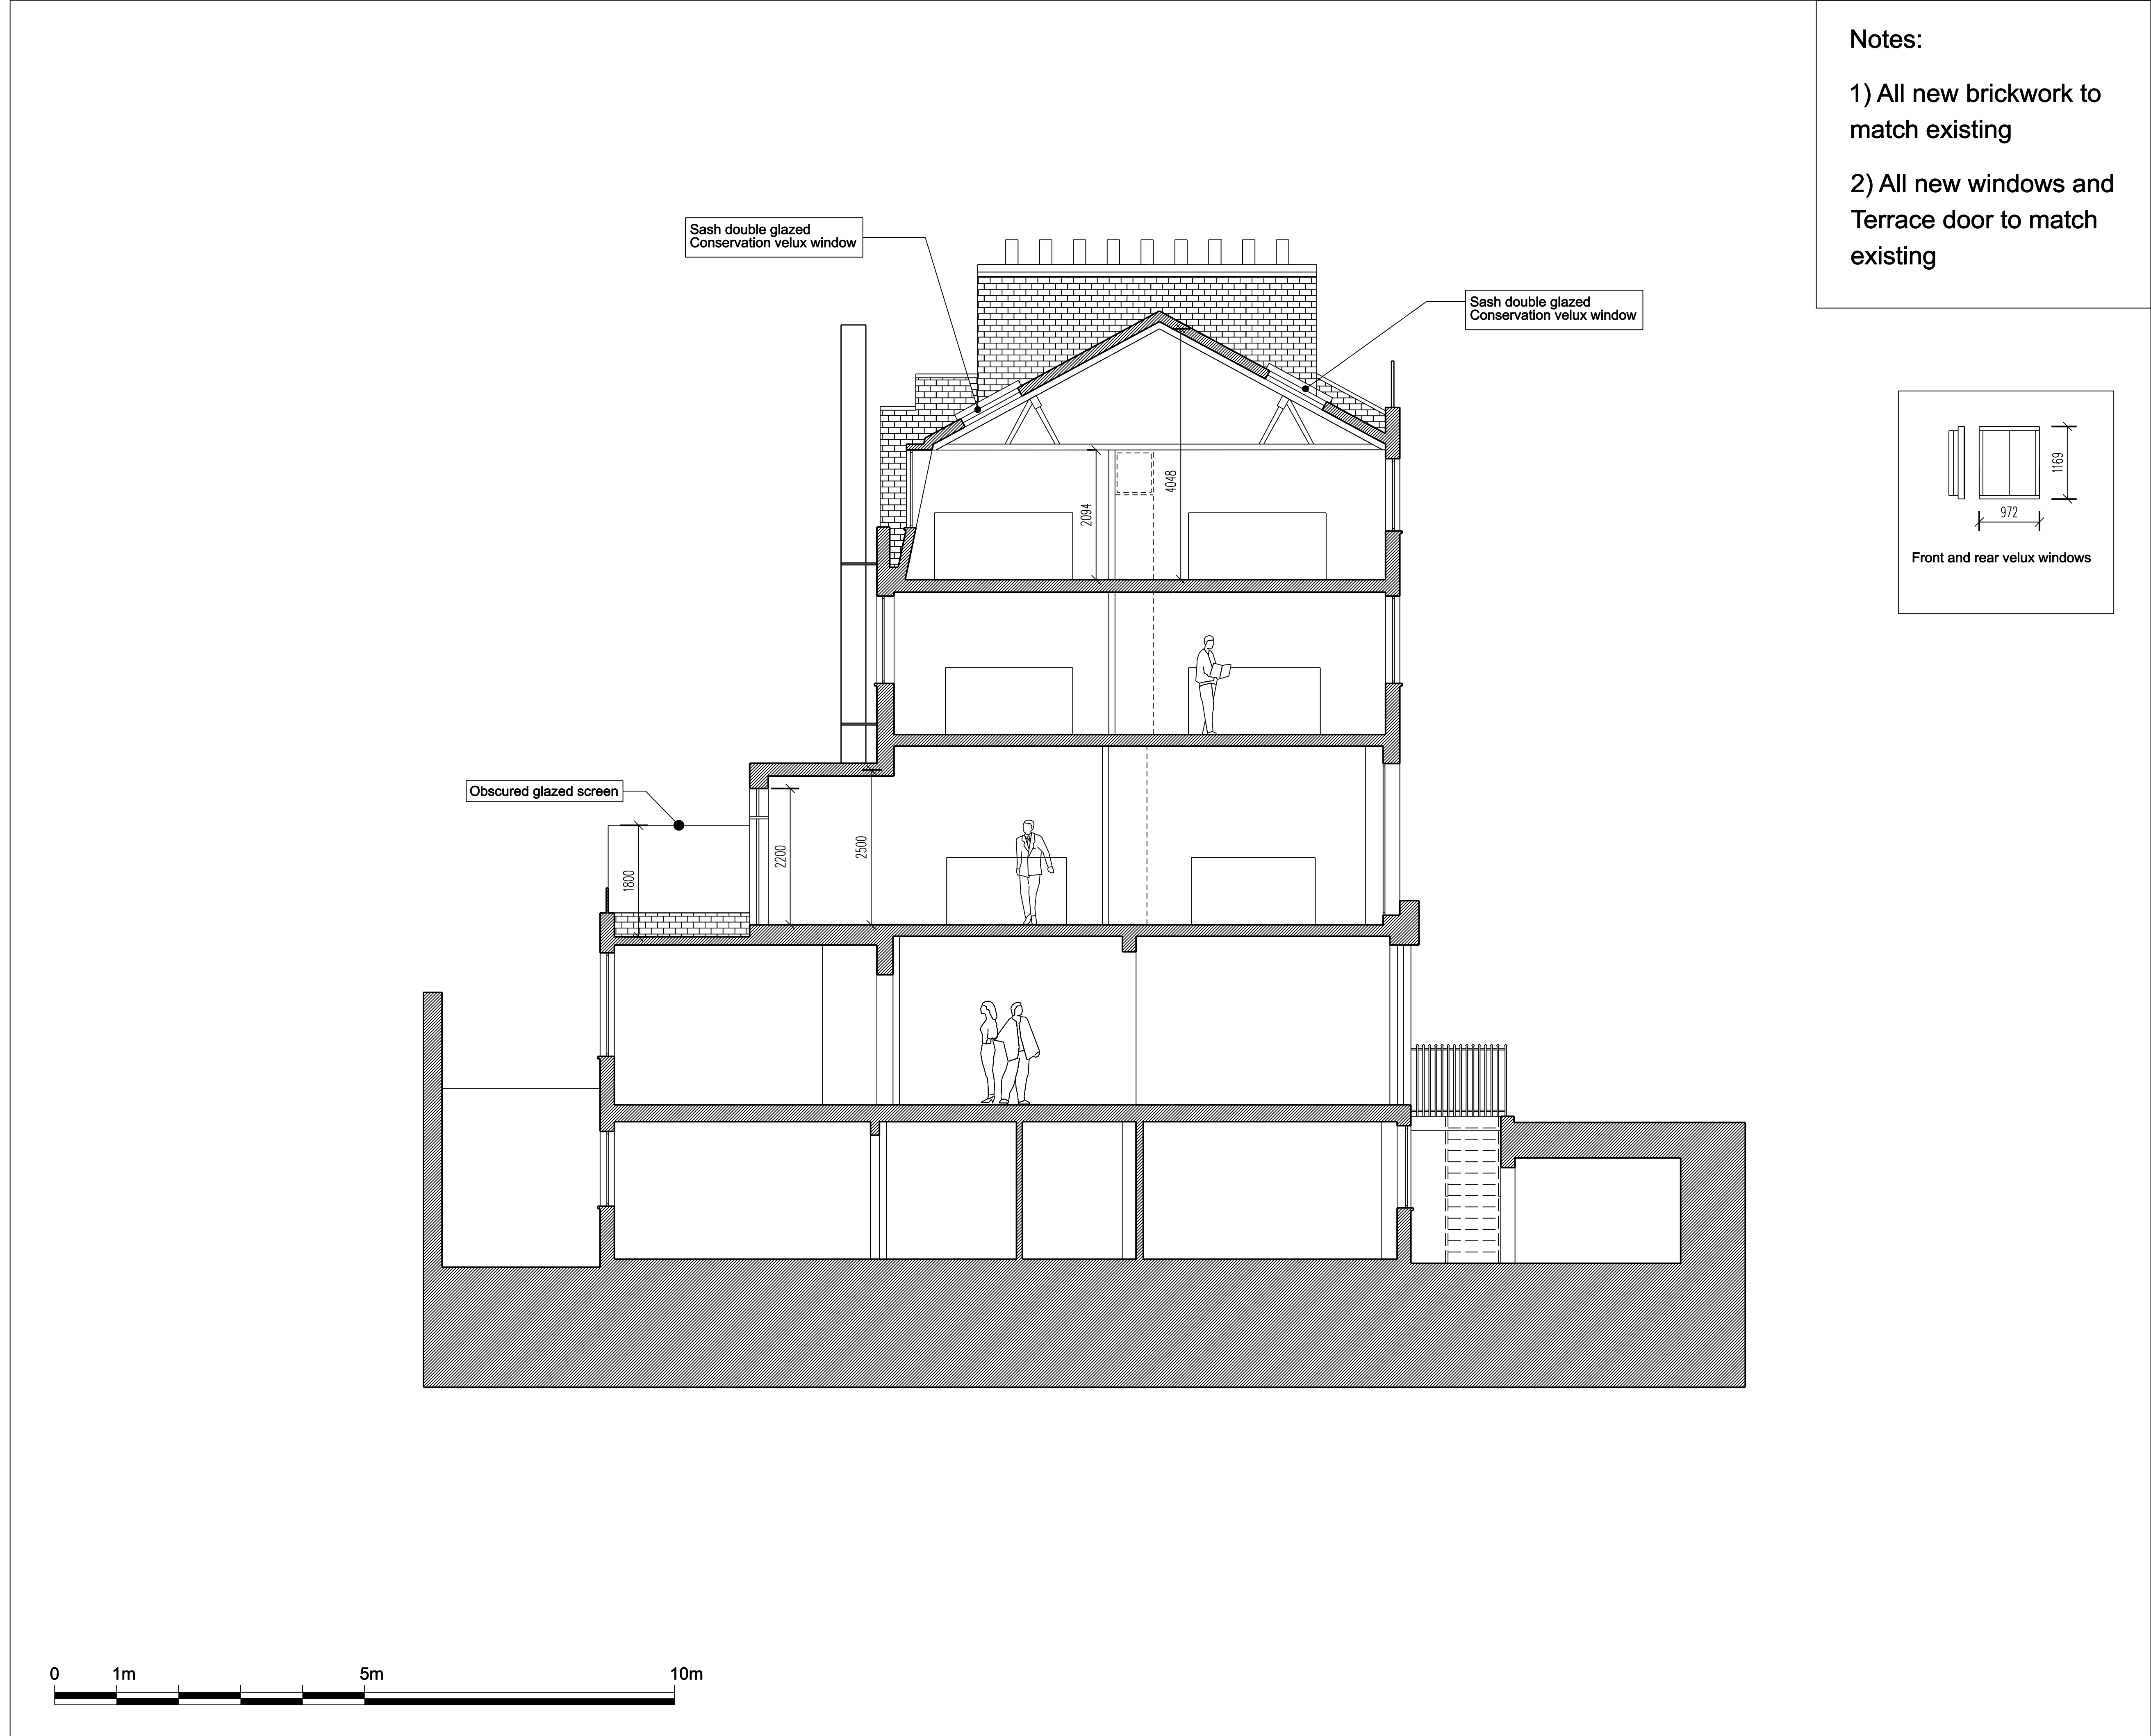 Notes:
1) All new brickwork to
match existing
2) All new windows and
Terrace door to match
existing
Sash double glazed
Conservation velux window
Sash double glazed
Conservation velux window
1169
972
Front and rear velux windows
4048
2094
Obscured glazed screen
2200
2500
1800
0 1m 5m 10m